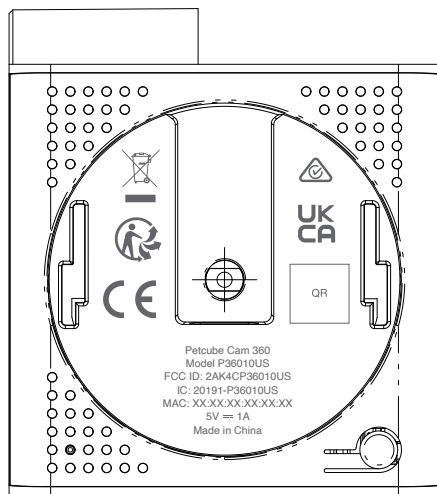 UK
CA
CE
QR
Petcube Cam 360
Model P36010US
FCC ID: 2AK4CP36010US
IC: 20191-P36010US
MAC: XX:XX:XX:XX:XX:XX
5V ⎓ 1A
Made in China